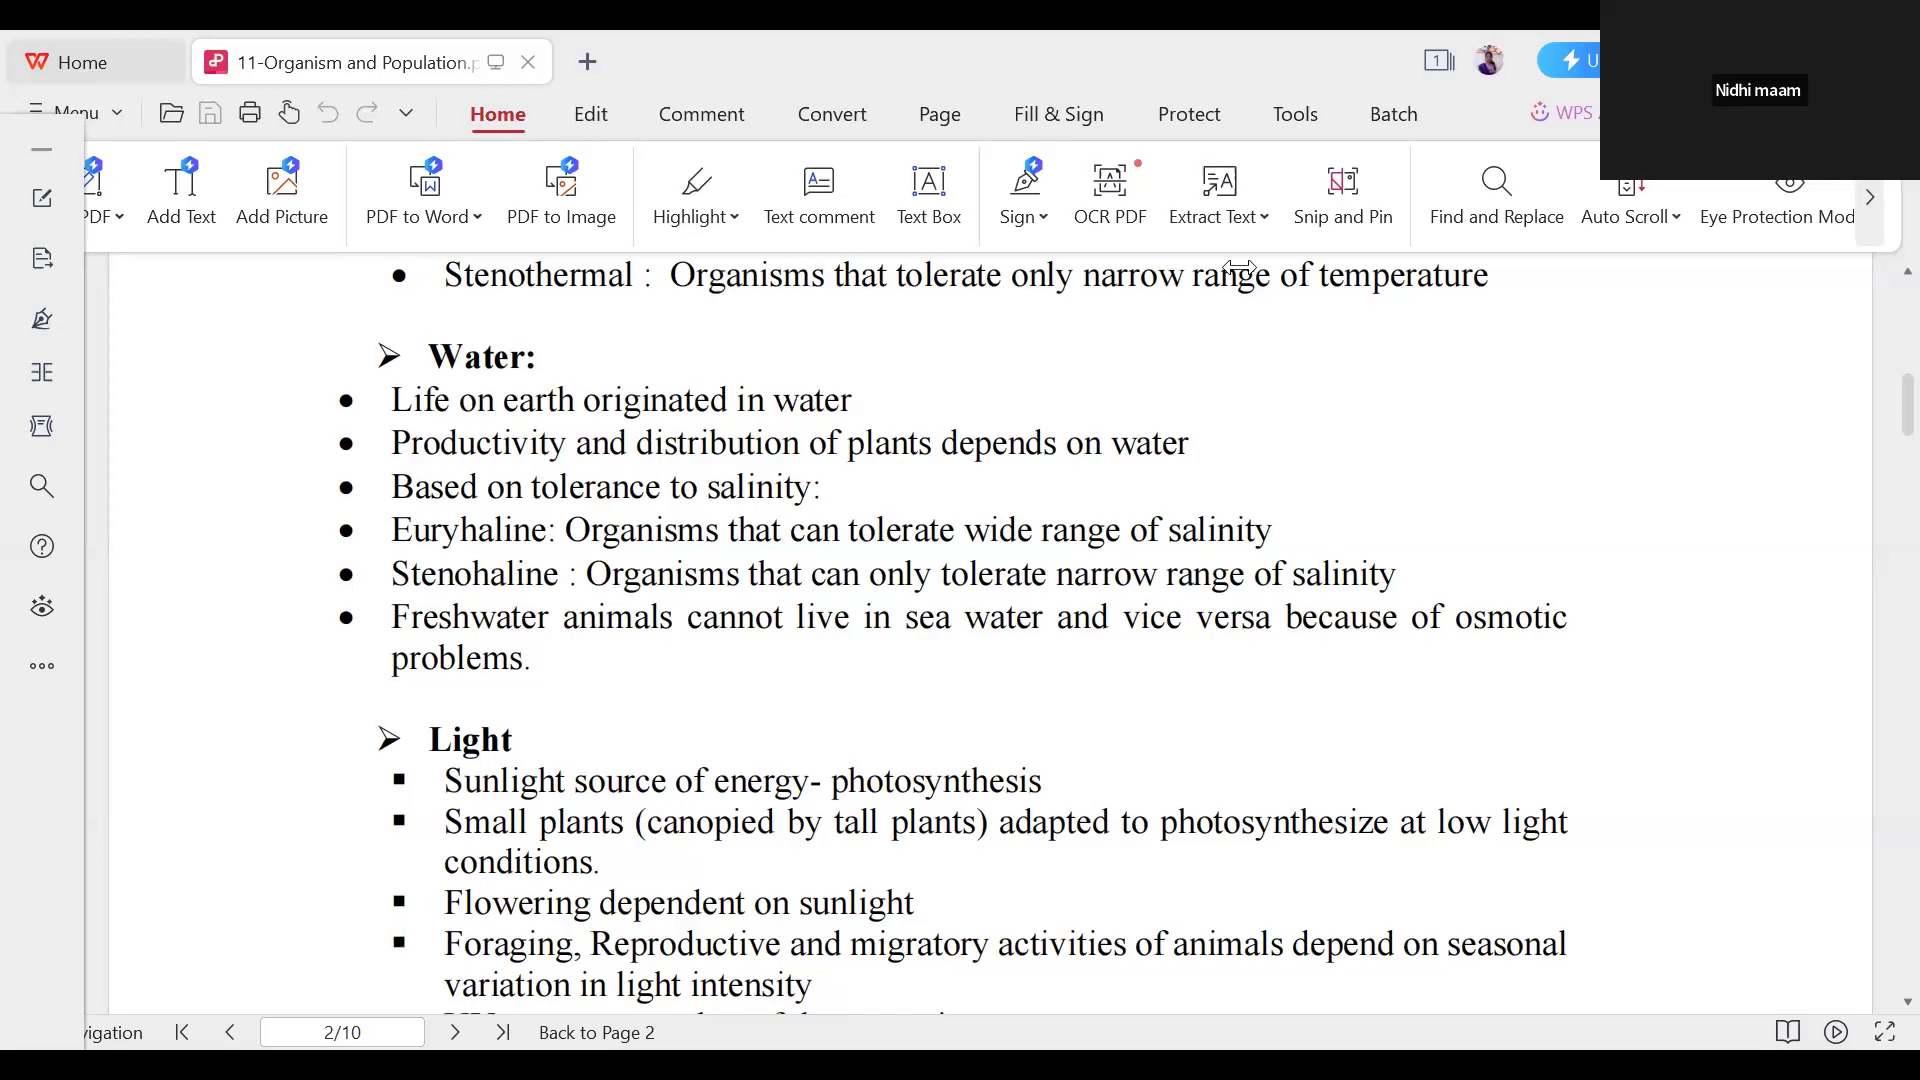 Home
11-Organism and Population.p
1
U
Nidhi maam
Menu
Home
Edit
Comment
Convert
Page
Fill & Sign
Protect
Tools
Batch
WPS
PDF
Add Text
Add Picture
PDF to Word
PDF to Image
Highlight
Text comment
Text Box
Sign
OCR PDF
Extract Text
Snip and Pin
Find and Replace
Auto Scroll
Eye Protection Mod
• Stenothermal : Organisms that tolerate only narrow range of temperature
➢ Water:
• Life on earth originated in water
• Productivity and distribution of plants depends on water
• Based on tolerance to salinity:
• Euryhaline: Organisms that can tolerate wide range of salinity
• Stenohaline : Organisms that can only tolerate narrow range of salinity
• Freshwater animals cannot live in sea water and vice versa because of osmotic
problems.
➢ Light
▪ Sunlight source of energy- photosynthesis
▪ Small plants (canopied by tall plants) adapted to photosynthesize at low light
conditions.
▪ Flowering dependent on sunlight
▪ Foraging, Reproductive and migratory activities of animals depend on seasonal
variation in light intensity
vigation
2/10
Back to Page 2